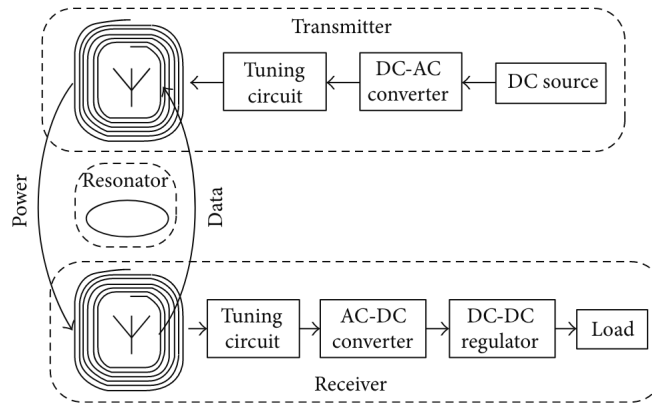 Transmitter
Tuning
circuit
DC-AC
converter
DC source
Resonator
Power
Data
Tuning
circuit
AC-DC
converter
DC-DC
regulator
Load
Receiver